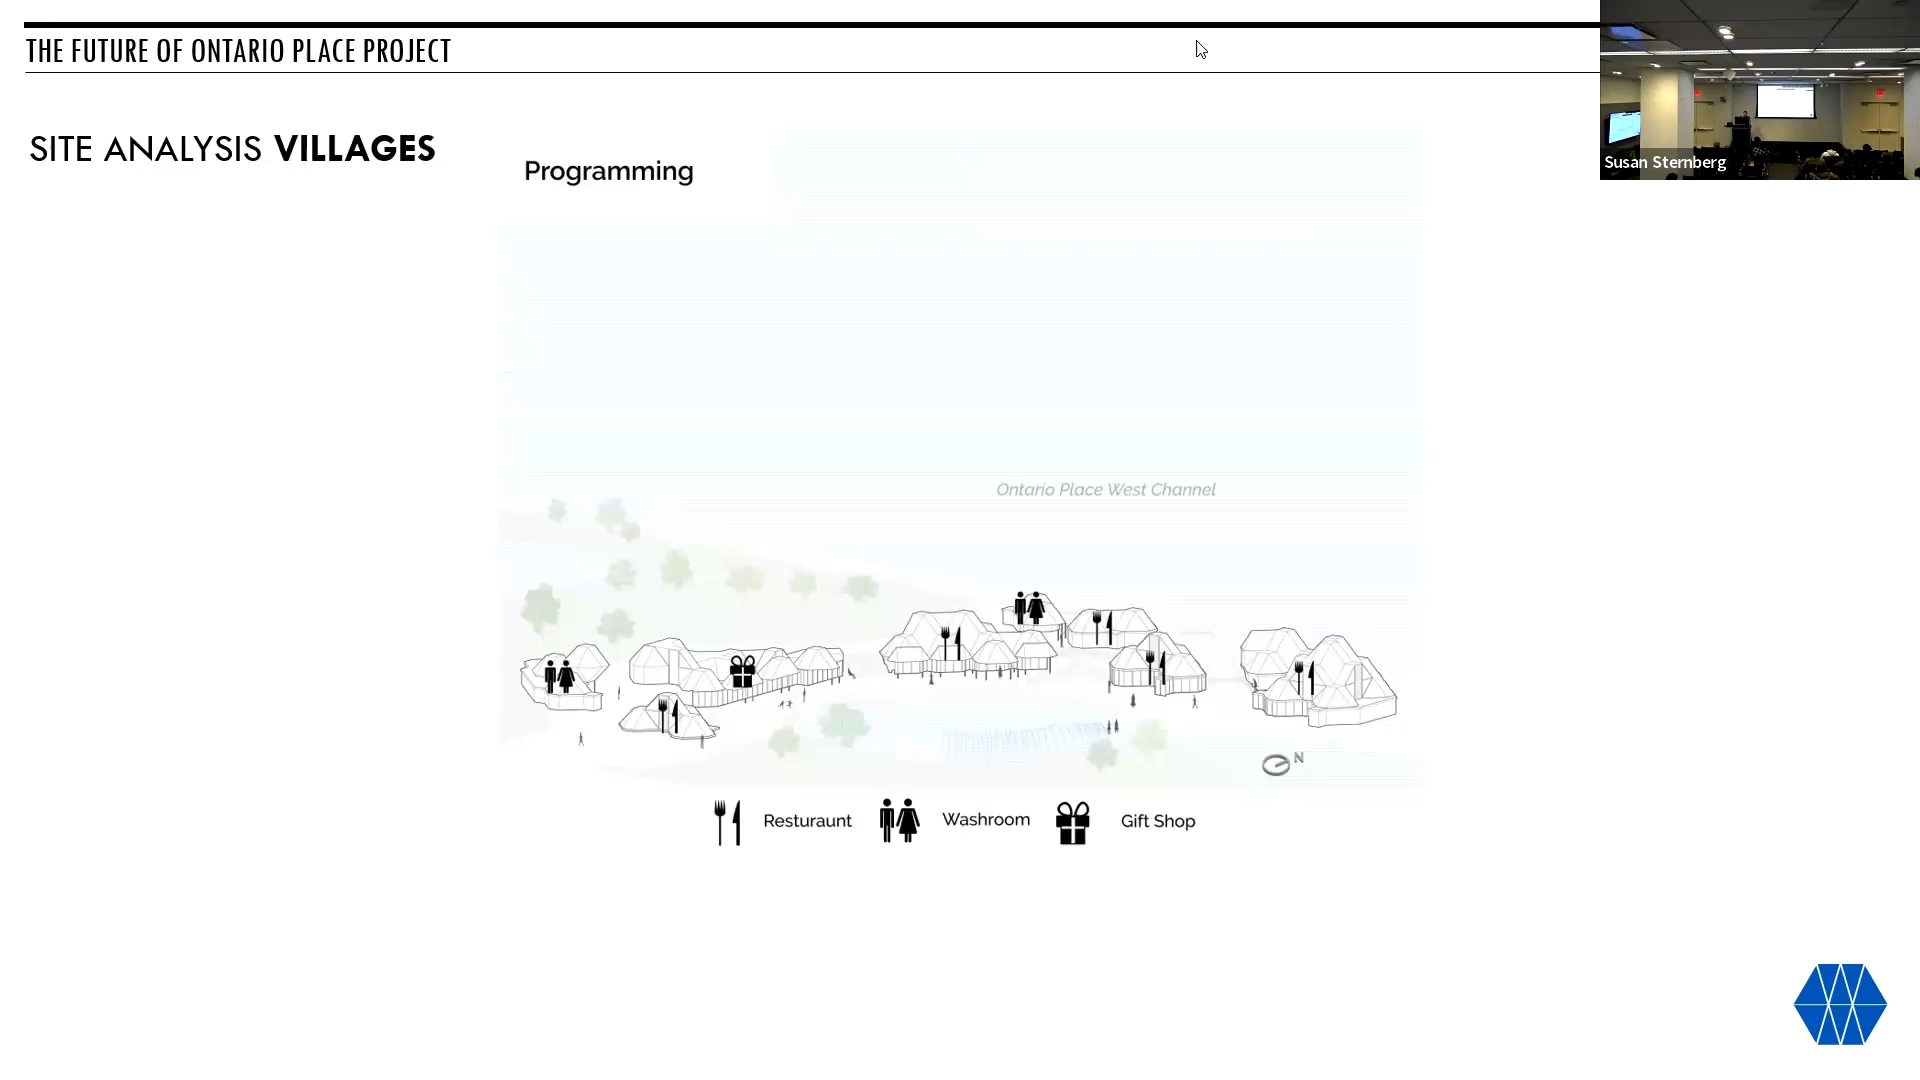 THE FUTURE OF ONTARIO PLACE PROJECT
SITE ANALYSIS VILLAGES
Programming
Susan Sternberg
Ontario Place West Channel
N
Resturaunt
Washroom
Gift Shop